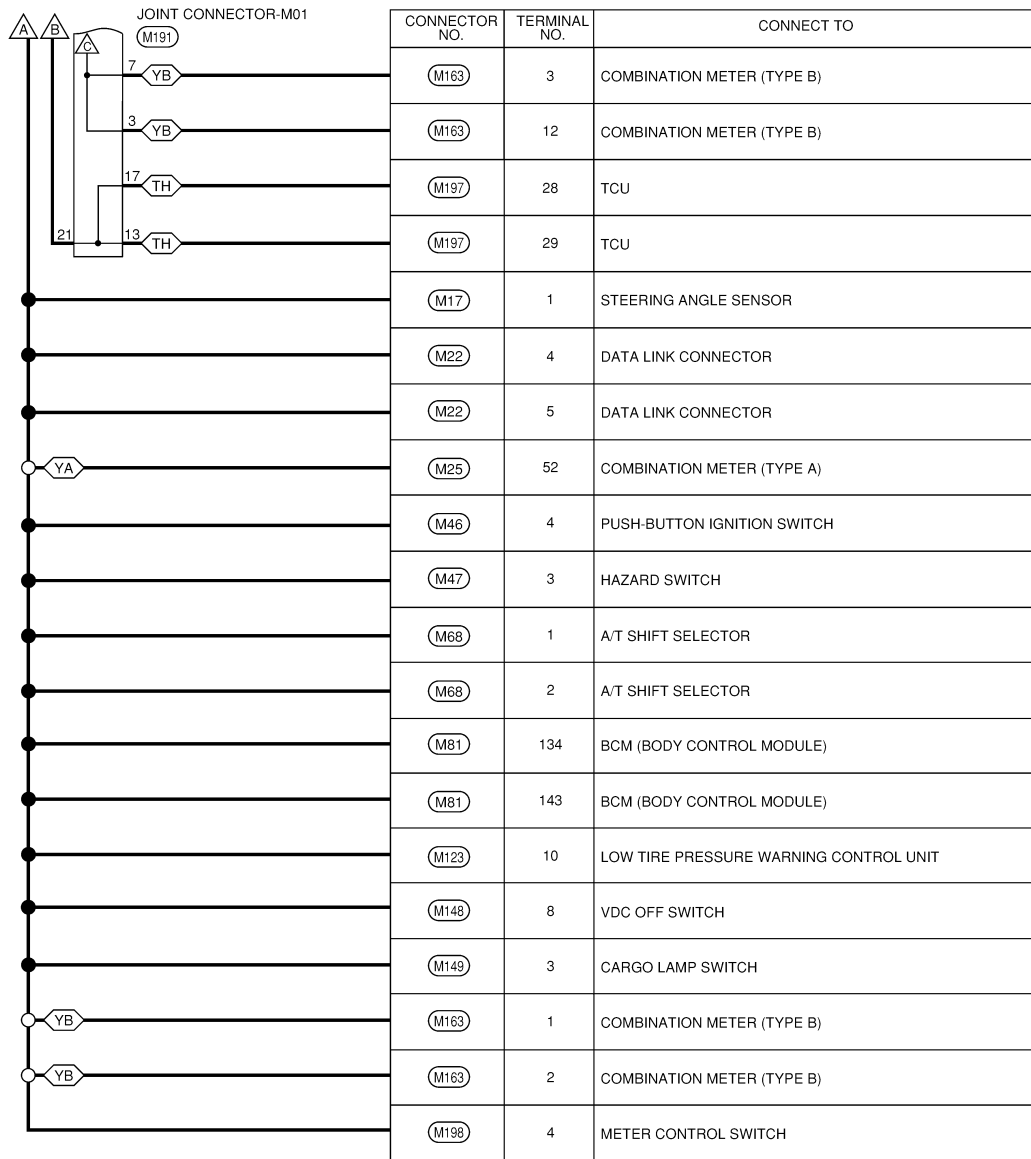 JOINT CONNECTOR-M01
A B M191
C
CONNECTOR NO. TERMINAL NO. CONNECT TO
7 YB M163 3 COMBINATION METER (TYPE B)
3 YB M163 12 COMBINATION METER (TYPE B)
17 TH M197 28 TCU
21 13 TH M197 29 TCU
M17 1 STEERING ANGLE SENSOR
M22 4 DATA LINK CONNECTOR
M22 5 DATA LINK CONNECTOR
YA M25 52 COMBINATION METER (TYPE A)
M46 4 PUSH-BUTTON IGNITION SWITCH
M47 3 HAZARD SWITCH
M68 1 A/T SHIFT SELECTOR
M68 2 A/T SHIFT SELECTOR
M81 134 BCM (BODY CONTROL MODULE)
M81 143 BCM (BODY CONTROL MODULE)
M123 10 LOW TIRE PRESSURE WARNING CONTROL UNIT
M148 8 VDC OFF SWITCH
M149 3 CARGO LAMP SWITCH
YB M163 1 COMBINATION METER (TYPE B)
YB M163 2 COMBINATION METER (TYPE B)
M198 4 METER CONTROL SWITCH